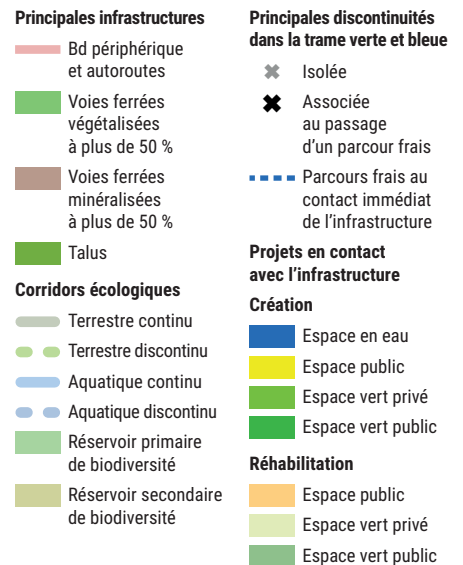 Principales infrastructures
Bd périphérique
et autoroutes
Voies ferrées
végétalisées
à plus de 50 %
Voies ferrées
minéralisées
à plus de 50 %
Talus
Corridors écologiques
Terrestre continu
Terrestre discontinu
Aquatique continu
Aquatique discontinu
Réservoir primaire
de biodiversité
Réservoir secondaire
de biodiversité
Principales discontinuités
dans la trame verte et bleue
Isolée
Associée
au passage
d'un parcour frais
Parcours frais au
contact immédiat
de l'infrastructure
Projets en contact
avec l'infrastructure
Création
Espace en eau
Espace public
Espace vert privé
Espace vert public
Réhabilitation
Espace public
Espace vert privé
Espace vert public